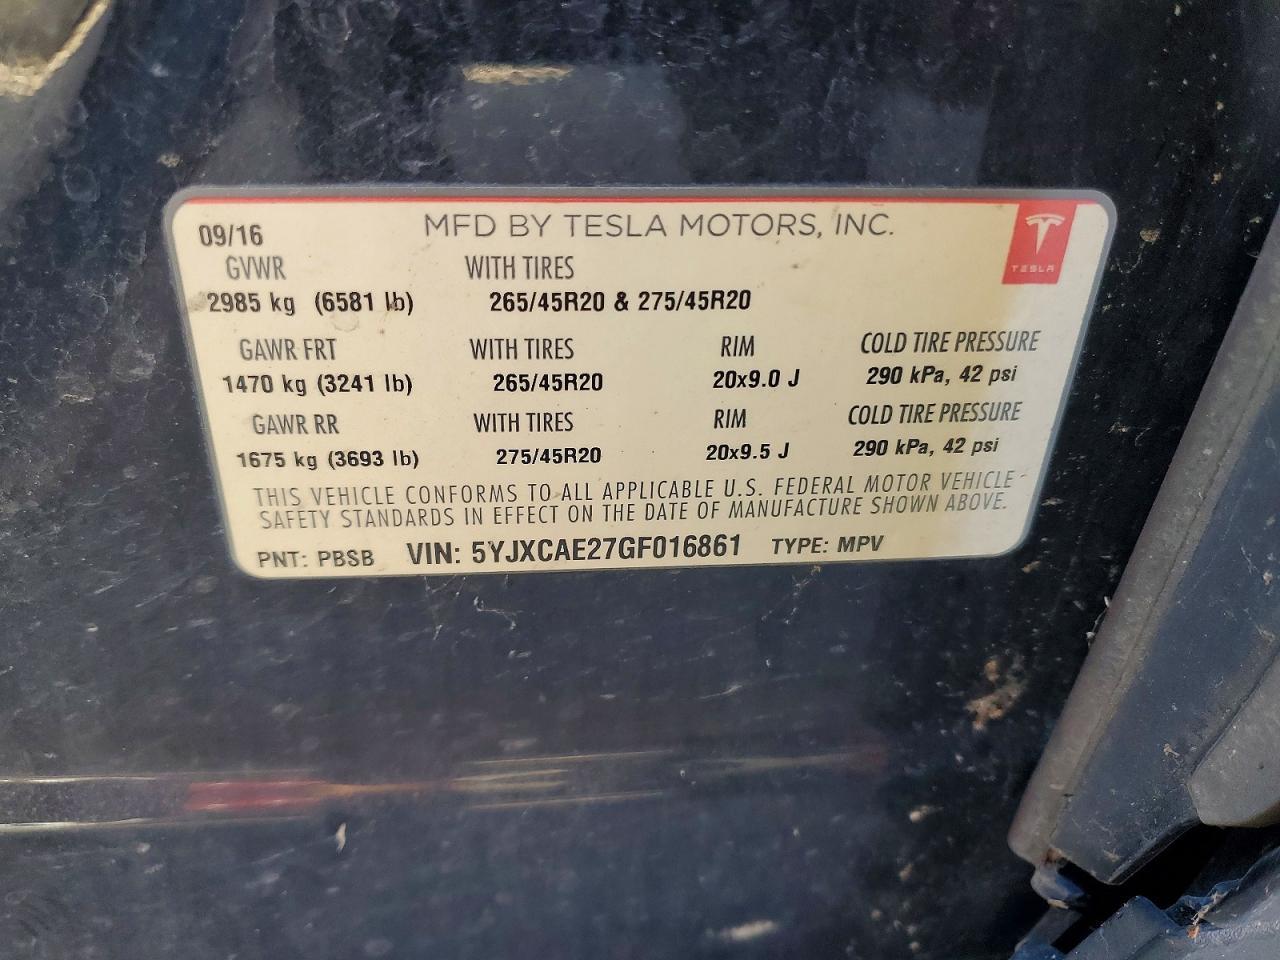 09/16 MFD BY TESLA MOTORS, INC.
TESLA
GVWR WITH TIRES
2985 kg (6581 lb) 265/45R20 & 275/45R20
GAWR FRT WITH TIRES RIM COLD TIRE PRESSURE
1470 kg (3241 lb) 265/45R20 20x9.0 J 290 kPa, 42 psi
GAWR RR WITH TIRES RIM COLD TIRE PRESSURE
1675 kg (3693 lb) 275/45R20 20x9.5 J 290 kPa, 42 psi
THIS VEHICLE CONFORMS TO ALL APPLICABLE U.S. FEDERAL MOTOR VEHICLE
SAFETY STANDARDS IN EFFECT ON THE DATE OF MANUFACTURE SHOWN ABOVE.
PNT: PBSB VIN: 5YJXCAE27GF016861 TYPE: MPV